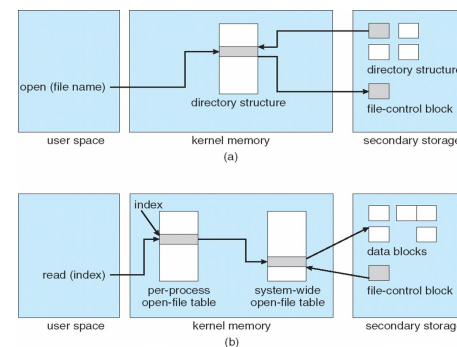 open (file name)
directory structure
directory structure
file-control block
user space
kernel memory
secondary storage
(a)
index
read (index)
per-process
open-file table
system-wide
open-file table
data blocks
file-control block
user space
kernel memory
secondary storage
(b)